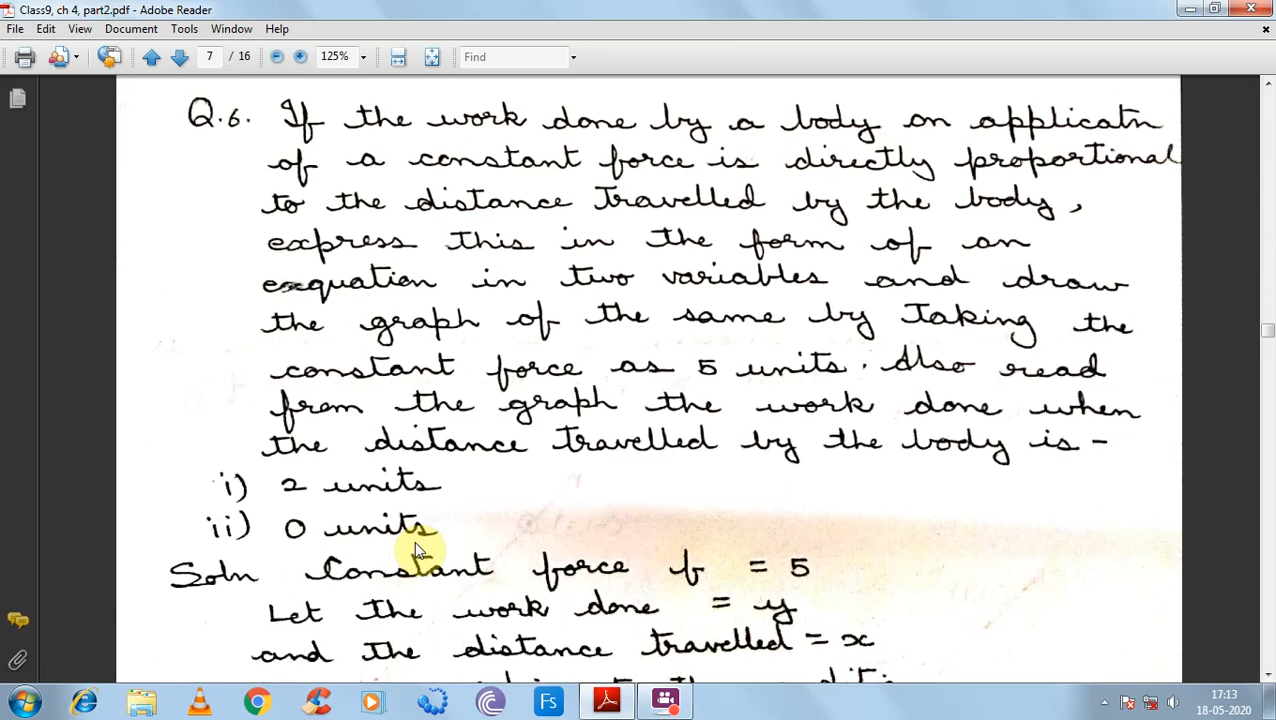 Class9, ch 4, part2.pdf - Adobe Reader
File Edit View Document Tools Window Help
7 / 16 125% Find
Q.6. If the work done by a body on applicatn
of a constant force is directly proportional
to the distance travelled by the body,
express this in the form of an
exquation in two variables and draw
the graph of the same by taking the
constant force as 5 units. Also read
from the graph the work done when
the distance travelled by the body is -
i) 2 units
ii) 0 units
Soln Constant force f = 5
Let the work done = y
and the distance travelled = x
Fs
17:13
18-05-2020